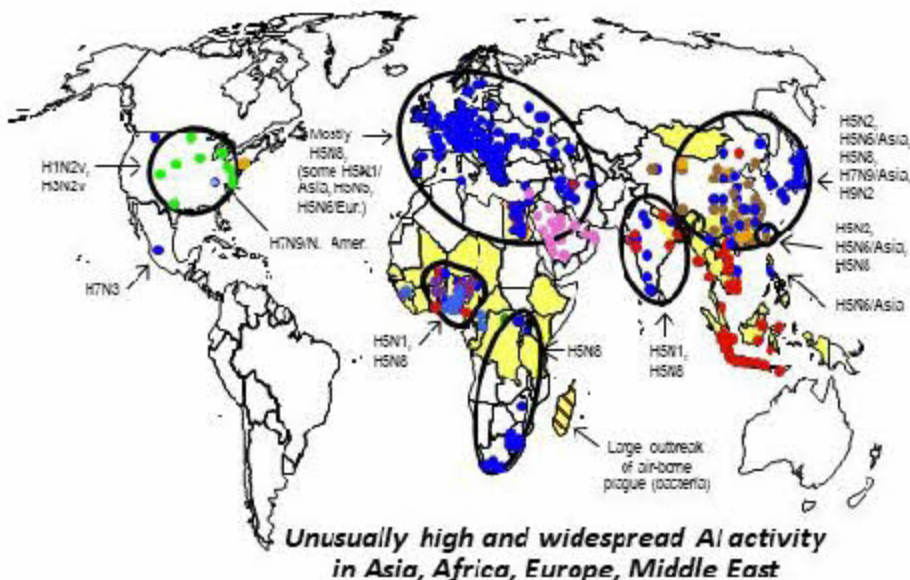 H1N2v,
H3N2v
H7N3
H7N9/N. Amer.
Mostly
H5N8,
(some H5N1/
Asia, H5N5,
H5N6/Eur.)
H5N1,
H5N8
H5N8
Large outbreak
of air-borne
plague (bacteria)
H5N1,
H5N8
H5N2,
H5N6/Asia,
H5N8,
H7N9/Asia,
H9N2
H5N2,
H5N6/Asia,
H5N8
H5N6/Asia
Unusually high and widespread AI activity
in Asia, Africa, Europe, Middle East